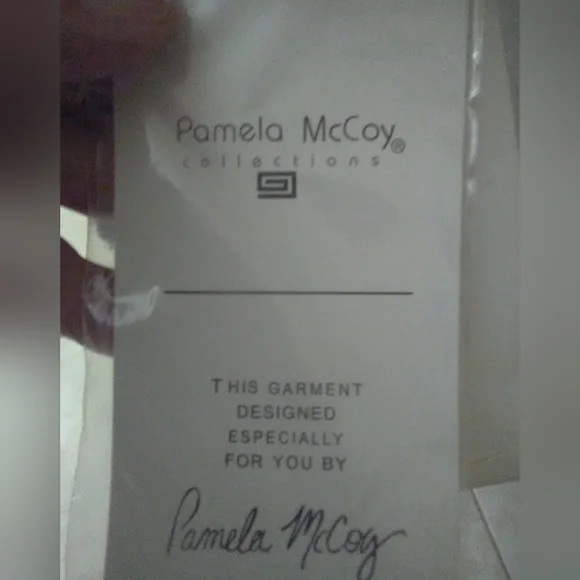 Pamela McCoy®
collections
THIS GARMENT
DESIGNED
ESPECIALLY
FOR YOU BY
Pamela McCoy